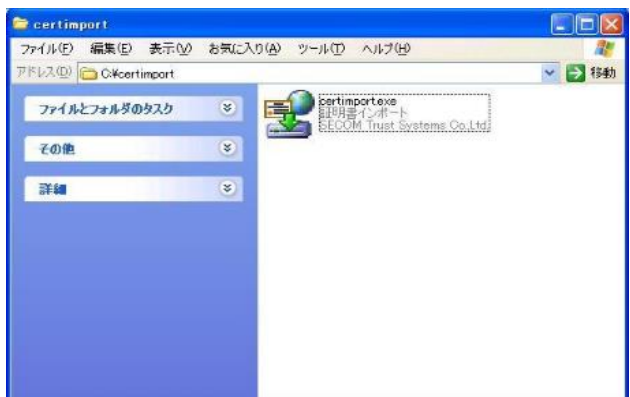 certimport
ファイル(F) 編集(E) 表示(V) お気に入り(A) ツール(T) ヘルプ(H)
アドレス(D) C:¥certimport 移動
ファイルとフォルダのタスク
その他
詳細
certimport.exe
証明書インポート
SECOM Trust Systems Co.,Ltd.